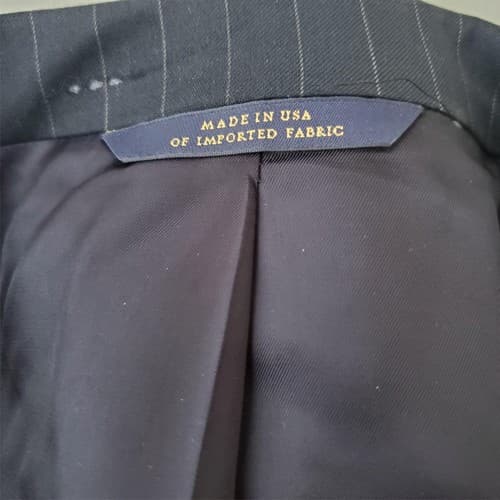 MADE IN USA
OF IMPORTED FABRIC